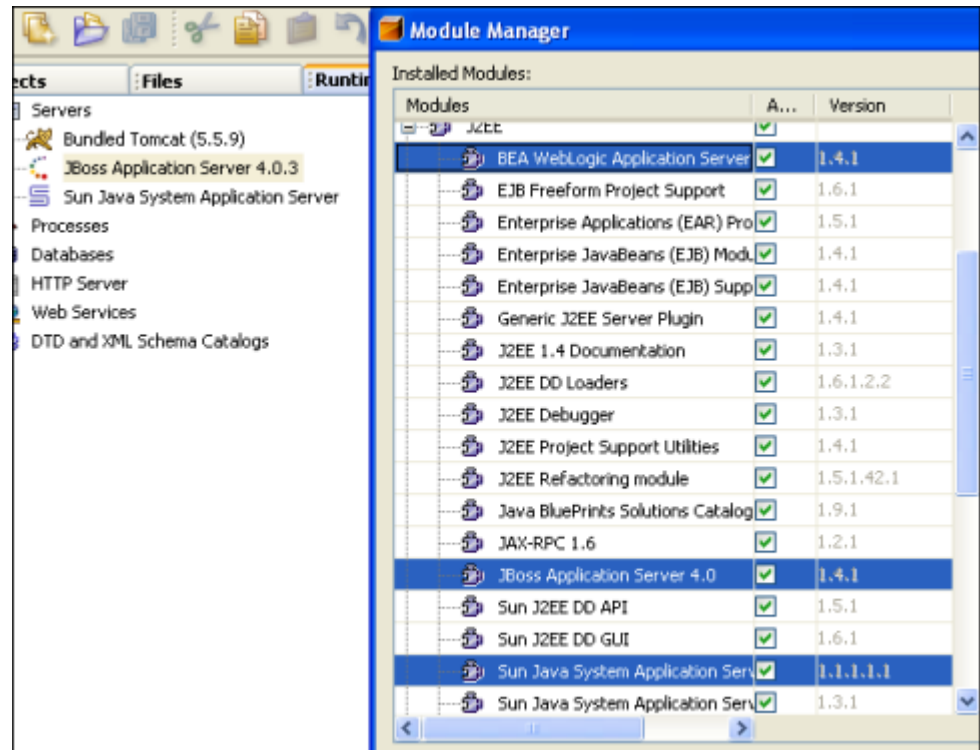 Module Manager
ects Files Runtin
Servers
Bundled Tomcat (5.5.9)
JBoss Application Server 4.0.3
Sun Java System Application Server
Processes
Databases
HTTP Server
Web Services
DTD and XML Schema Catalogs
Installed Modules:
Modules A... Version
J2EE
BEA WebLogic Application Server 1.4.1
EJB Freeform Project Support 1.6.1
Enterprise Applications (EAR) Pro 1.5.1
Enterprise JavaBeans (EJB) Modu 1.4.1
Enterprise JavaBeans (EJB) Supp 1.4.1
Generic J2EE Server Plugin 1.4.1
J2EE 1.4 Documentation 1.3.1
J2EE DD Loaders 1.6.1.2.2
J2EE Debugger 1.3.1
J2EE Project Support Utilities 1.4.1
J2EE Refactoring module 1.5.1.42.1
Java BluePrints Solutions Catalog 1.9.1
JAX-RPC 1.6 1.2.1
JBoss Application Server 4.0 1.4.1
Sun J2EE DD API 1.5.1
Sun J2EE DD GUI 1.6.1
Sun Java System Application Serv 1.1.1.1.1
Sun Java System Application Serv 1.3.1